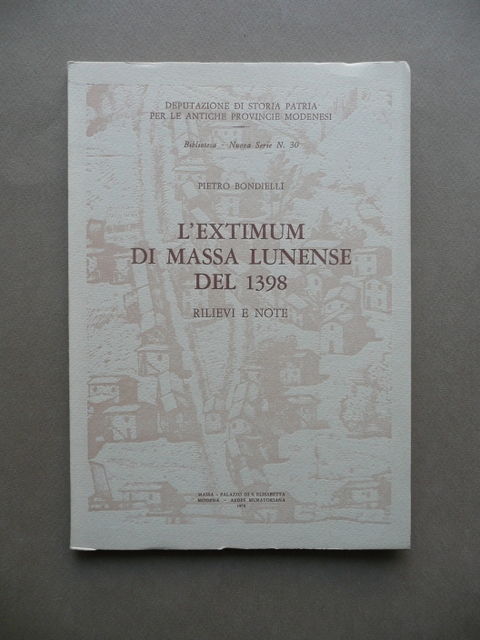 DEPUTAZIONE DI STORIA PATRIA
PER LE ANTICHE PROVINCIE MODENESI
Biblioteca - Nuova Serie N. 30
PIETRO BONDIELLI
L'EXTIMUM
DI MASSA LUNENSE
DEL 1398
RILIEVI E NOTE
MASSA - PALAZZO DI S. ELISABETTA
MODENA - AEDES MURATORIANA